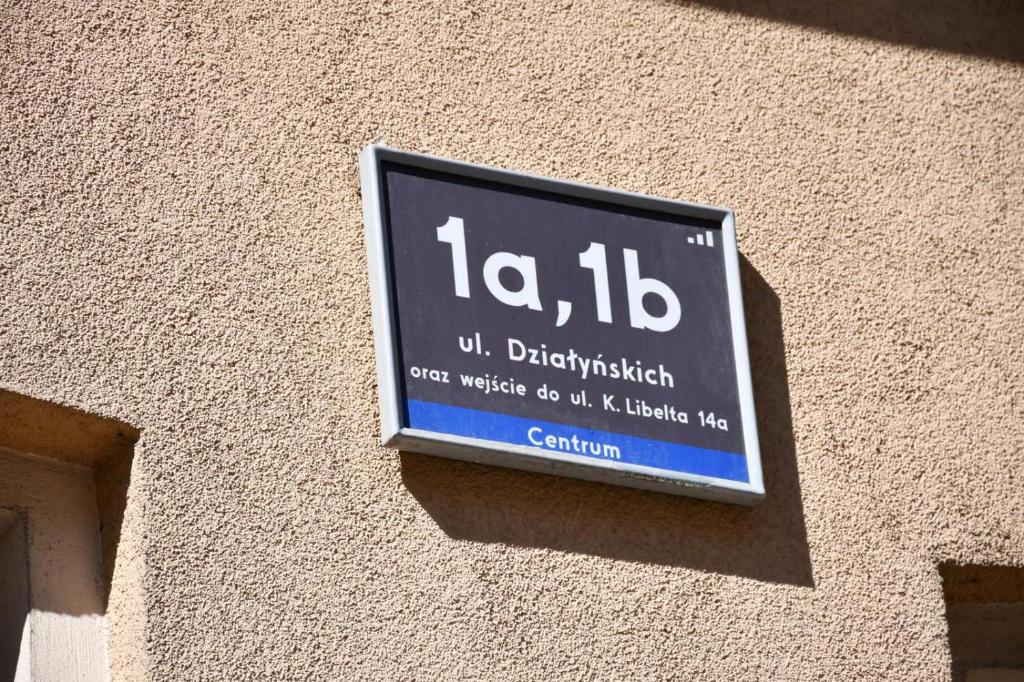 1a, 1b
ul. Działyńskich
oraz wejście do ul. K. Libelta 14a
Centrum